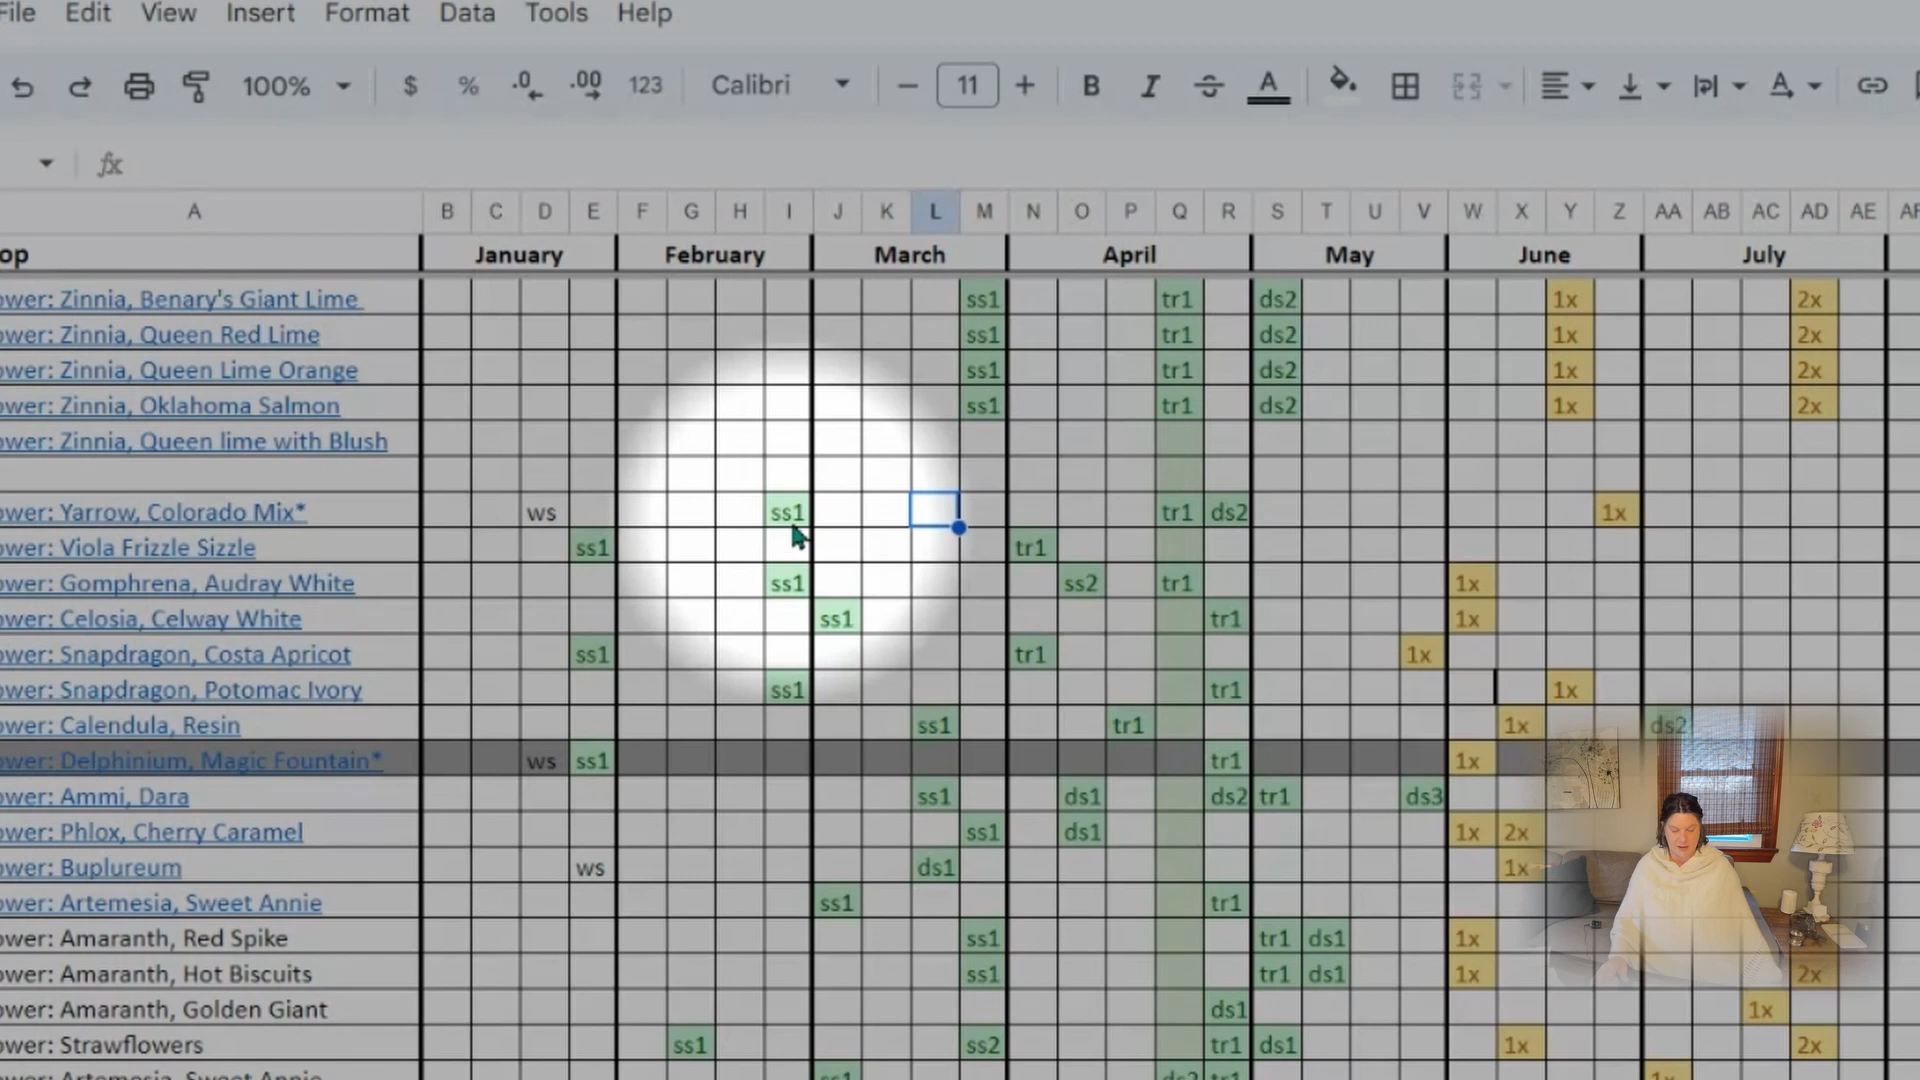 File Edit View Insert Format Data Tools Help
100% $ % .0 .00 123 Calibri 11 B I S A A
fx
A B C D E F G H I J K L M N O P Q R S T U V W X Y Z AA AB AC AD AE AF
op January February March April May June July
ower: Zinnia, Benary's Giant Lime ss1 tr1 ds2 1x 2x
ower: Zinnia, Queen Red Lime ss1 tr1 ds2 1x 2x
ower: Zinnia, Queen Lime Orange ss1 tr1 ds2 1x 2x
ower: Zinnia, Oklahoma Salmon ss1 tr1 ds2 1x 2x
ower: Zinnia, Queen lime with Blush
ower: Yarrow, Colorado Mix* ws ss1 tr1 ds2 1x
ower: Viola Frizzle Sizzle ss1 tr1
ower: Gomphrena, Audray White ss1 ss2 tr1 1x
ower: Celosia, Celway White ss1 tr1 1x
ower: Snapdragon, Costa Apricot ss1 tr1 1x
ower: Snapdragon, Potomac Ivory ss1 tr1 1x
ower: Calendula, Resin ss1 tr1 1x ds2
ower: Delphinium, Magic Fountain* ws ss1 tr1 1x
ower: Ammi, Dara ss1 ds1 ds2 tr1 ds3
ower: Phlox, Cherry Caramel ss1 ds1 1x 2x
ower: Buplureum ws ds1 1x
ower: Artemesia, Sweet Annie ss1 tr1
ower: Amaranth, Red Spike ss1 tr1 ds1 1x
ower: Amaranth, Hot Biscuits ss1 tr1 ds1 1x 2x
ower: Amaranth, Golden Giant ds1 1x
ower: Strawflowers ss1 ss2 tr1 ds1 1x 2x
ower: Artemesia, Sweet Annie ss1 ds2 tr1 1x